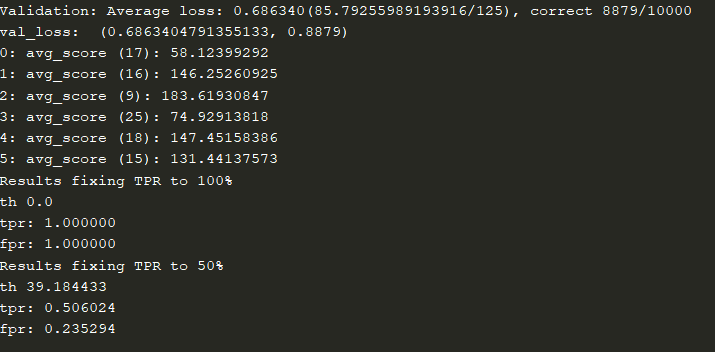 Validation: Average loss: 0.686340(85.79255989193916/125), correct 8879/10000
val_loss:  (0.6863404791355133, 0.8879)
0: avg_score (17): 58.12399292
1: avg_score (16): 146.25260925
2: avg_score (9): 183.61930847
3: avg_score (25): 74.92913818
4: avg_score (18): 147.45158386
5: avg_score (15): 131.44137573
Results fixing TPR to 100%
th 0.0
tpr: 1.000000
fpr: 1.000000
Results fixing TPR to 50%
th 39.184433
tpr: 0.506024
fpr: 0.235294